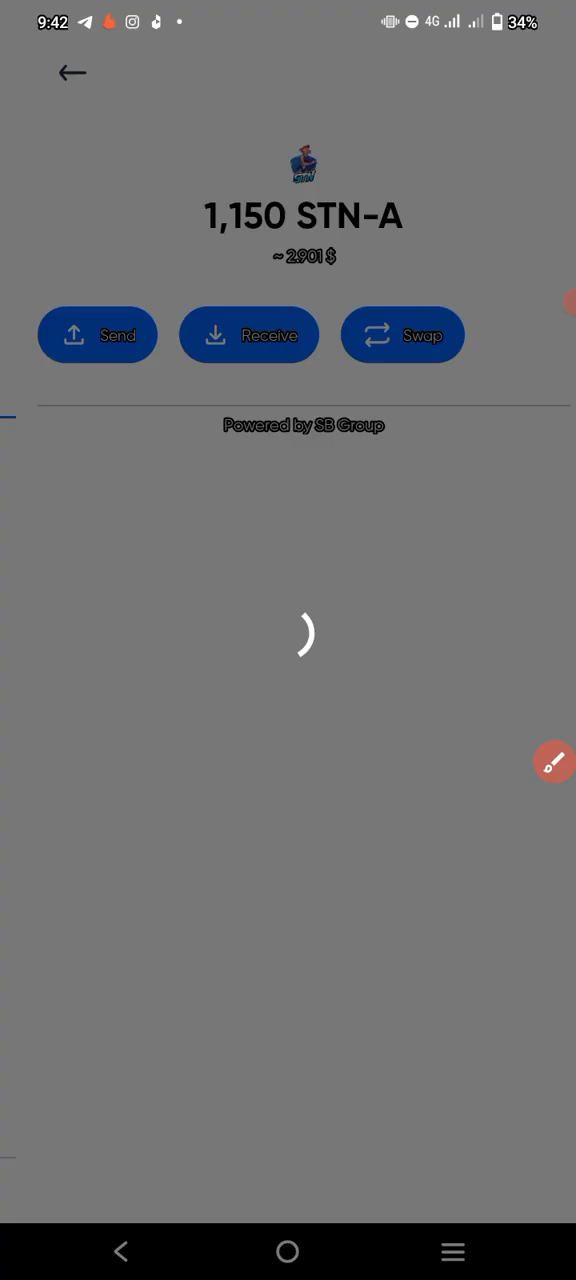 9:42
4G
34%
1,150 STN-A
~ 2.901 $
Send
Receive
Swap
Powered by SB Group